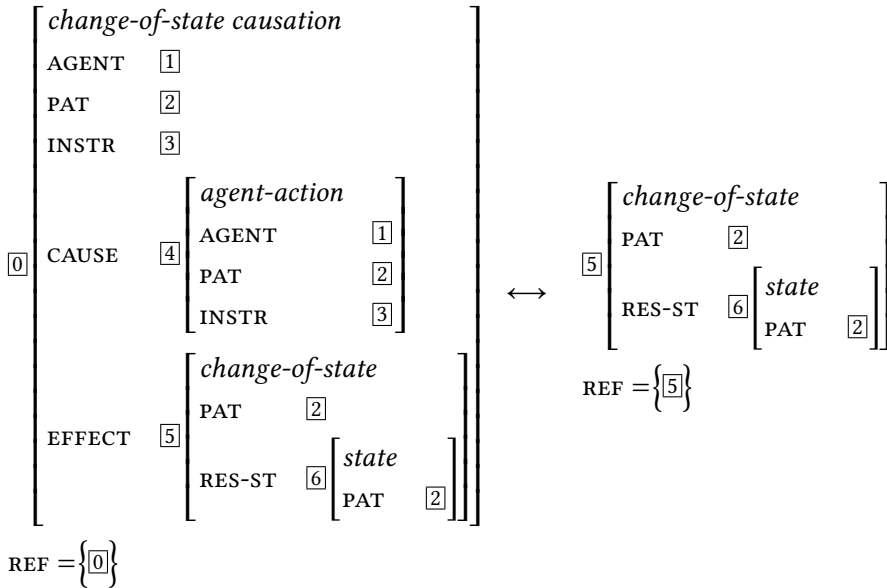 change-of-state causation
AGENT 1
PAT 2
INSTR 3
0 CAUSE 4
agent-action
AGENT 1
PAT 2
INSTR 3
EFFECT 5
change-of-state
PAT 2
RES-ST 6
state
PAT 2
REF ={0}
↔
5
change-of-state
PAT 2
RES-ST 6
state
PAT 2
REF ={5}